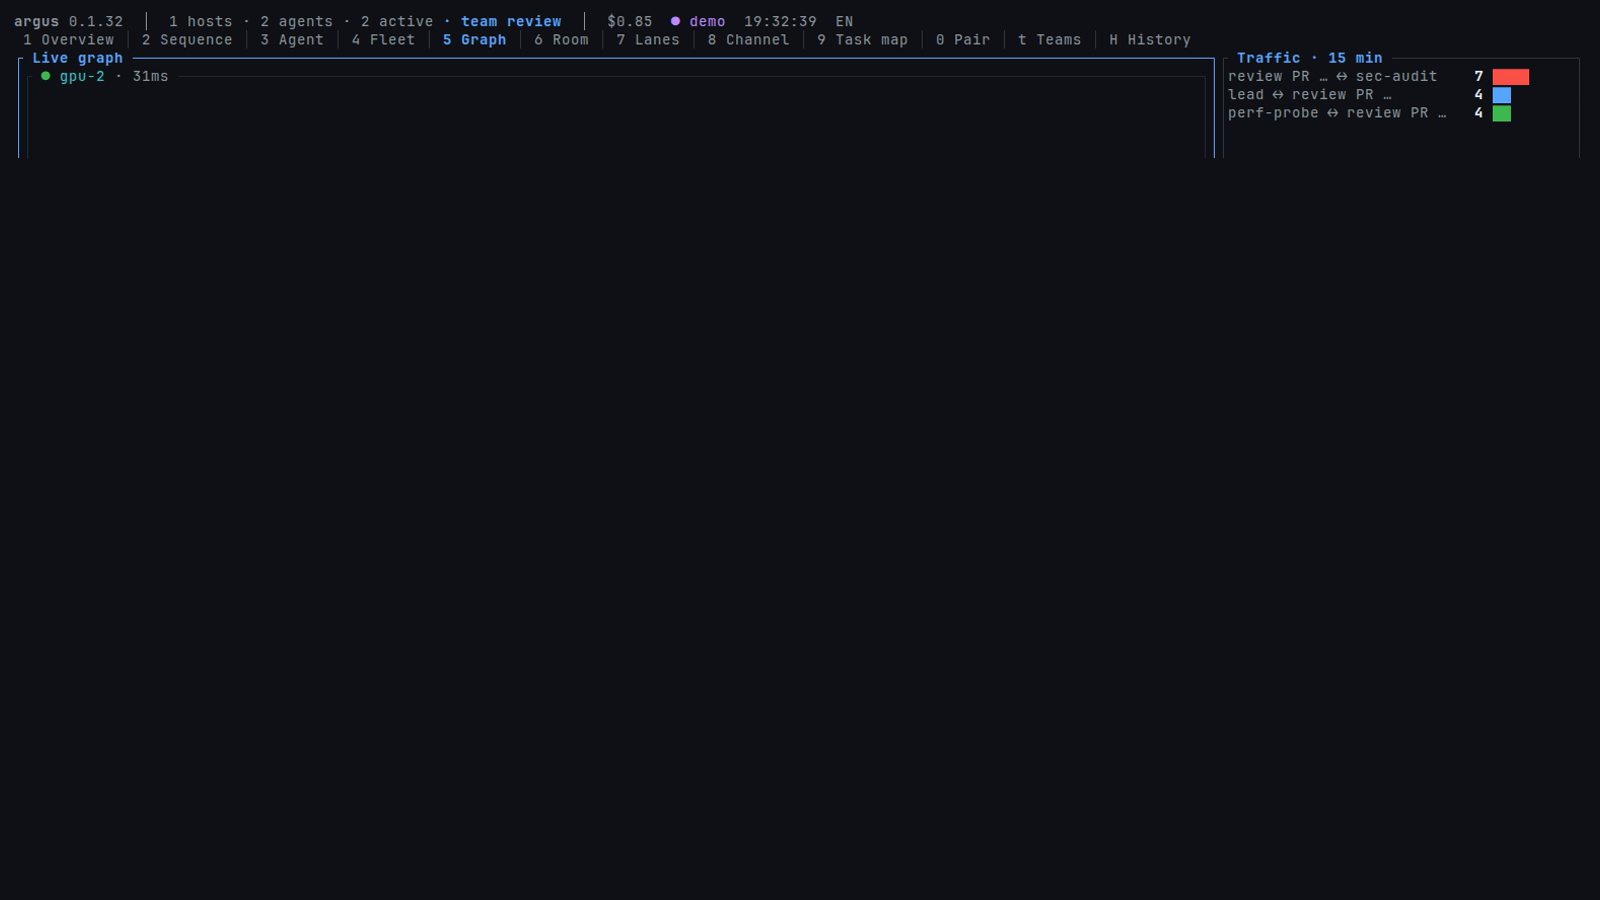 argus 0.1.32 │ 1 hosts · 2 agents · 2 active · team review │ $0.85 ● demo 19:32:39 EN
1 Overview │ 2 Sequence │ 3 Agent │ 4 Fleet │ 5 Graph │ 6 Room │ 7 Lanes │ 8 Channel │ 9 Task map │ 0 Pair │ t Teams │ H History
Live graph
● gpu-2 · 31ms
Traffic · 15 min
review PR … ↔ sec-audit 7
lead ↔ review PR … 4
perf-probe ↔ review PR … 4